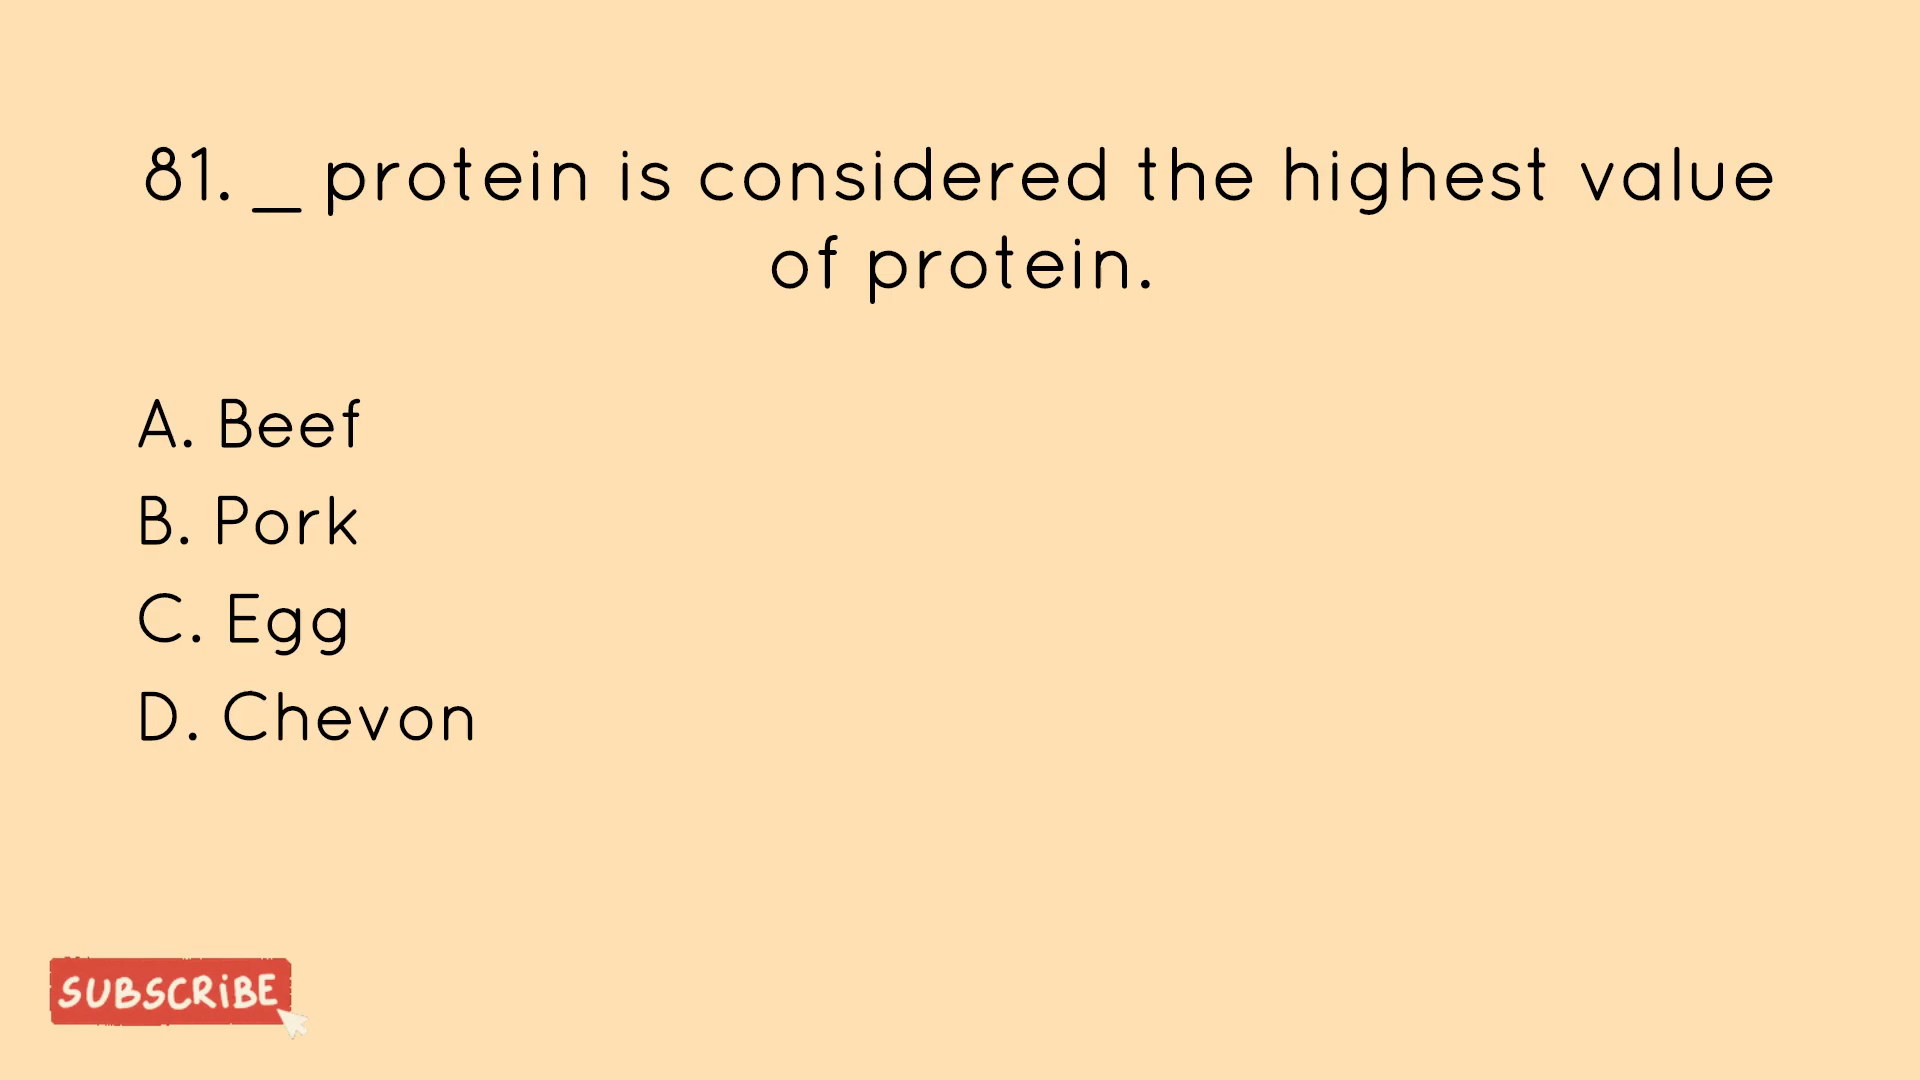 81. _ protein is considered the highest value
of protein.
A. Beef
B. Pork
C. Egg
D. Chevon
SUBSCRiBE